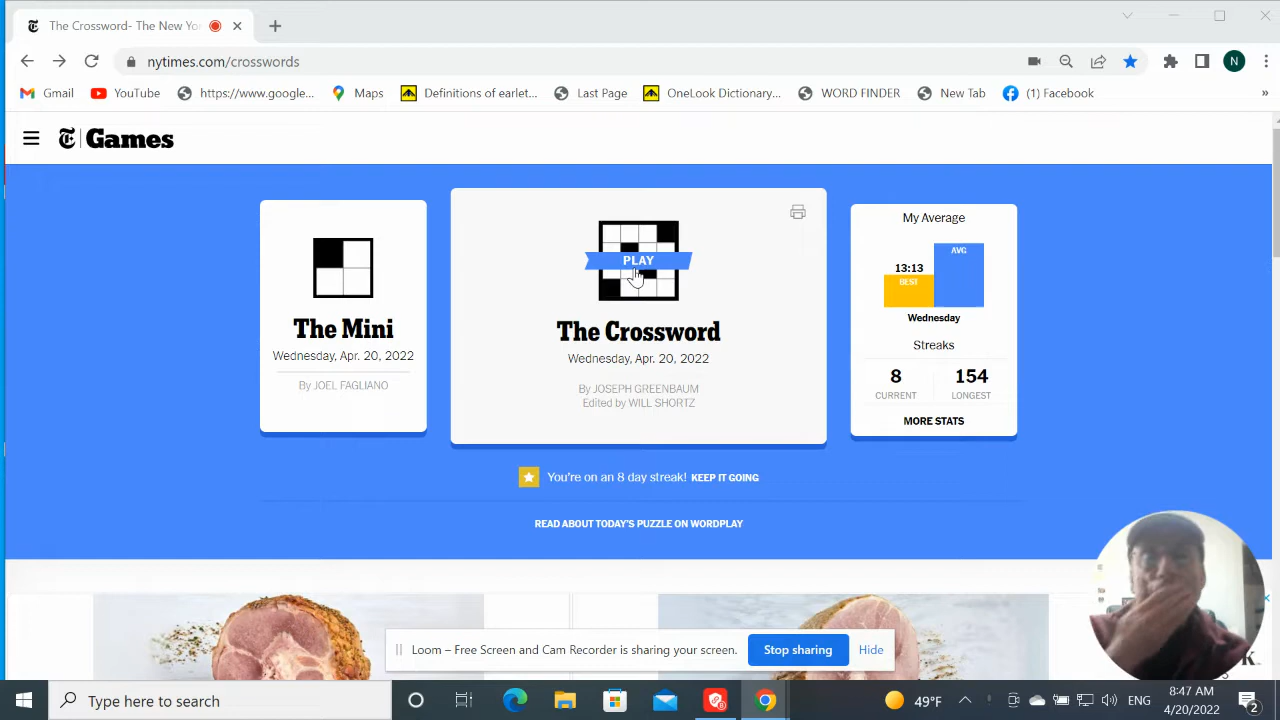 The Crossword- The New Yor
nytimes.com/crosswords
N
Gmail
YouTube
https://www.google...
Maps
Definitions of earlet...
Last Page
OneLook Dictionary...
WORD FINDER
New Tab
(1) Facebook
»
T Games
The Mini
Wednesday, Apr. 20, 2022
By JOEL FAGLIANO
PLAY
The Crossword
Wednesday, Apr. 20, 2022
By JOSEPH GREENBAUM
Edited by WILL SHORTZ
My Average
13:13
BEST
AVG
Wednesday
Streaks
8
CURRENT
154
LONGEST
MORE STATS
You're on an 8 day streak! KEEP IT GOING
READ ABOUT TODAY'S PUZZLE ON WORDPLAY
Loom – Free Screen and Cam Recorder is sharing your screen.
Stop sharing
Hide
Type here to search
49°F
ENG
8:47 AM
4/20/2022
2